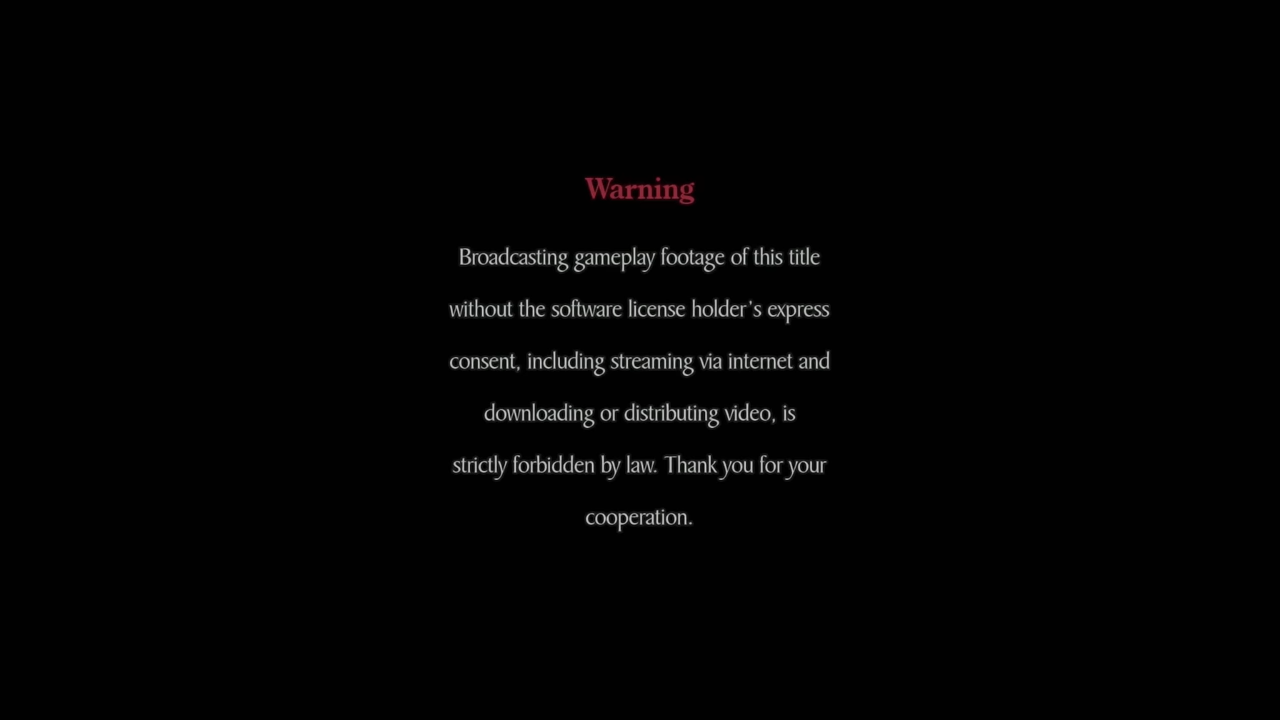 Warning
Broadcasting gameplay footage of this title
without the software license holder's express
consent, including streaming via internet and
downloading or distributing video, is
strictly forbidden by law. Thank you for your
cooperation.